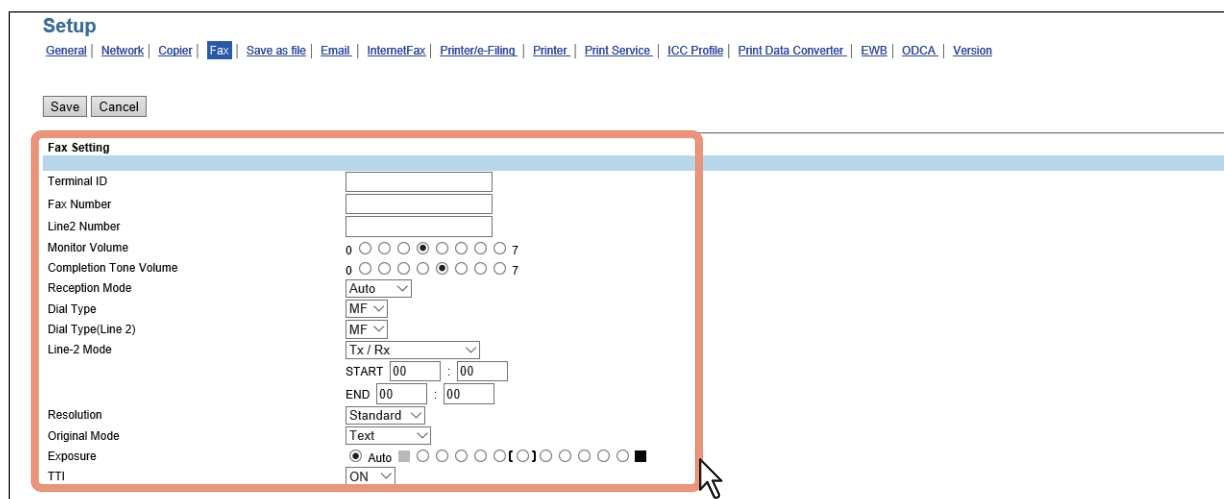 Setup
General | Network | Copier | Fax | Save as file | Email | InternetFax | Printer/e-Filing | Printer | Print Service | ICC Profile | Print Data Converter | EWB | ODCA | Version
Save Cancel
Fax Setting
Terminal ID
Fax Number
Line2 Number
Monitor Volume 0 7
Completion Tone Volume 0 7
Reception Mode Auto
Dial Type MF
Dial Type(Line 2) MF
Line-2 Mode Tx / Rx
START 00 : 00
END 00 : 00
Resolution Standard
Original Mode Text
Exposure Auto [ ]
TTI ON